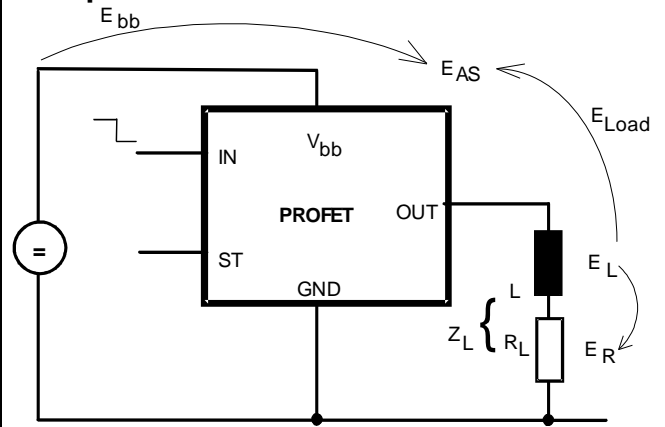 E bb
E AS
E Load
IN
V bb
PROFET
OUT
=
ST
GND
L
E L
Z L { R L
E R